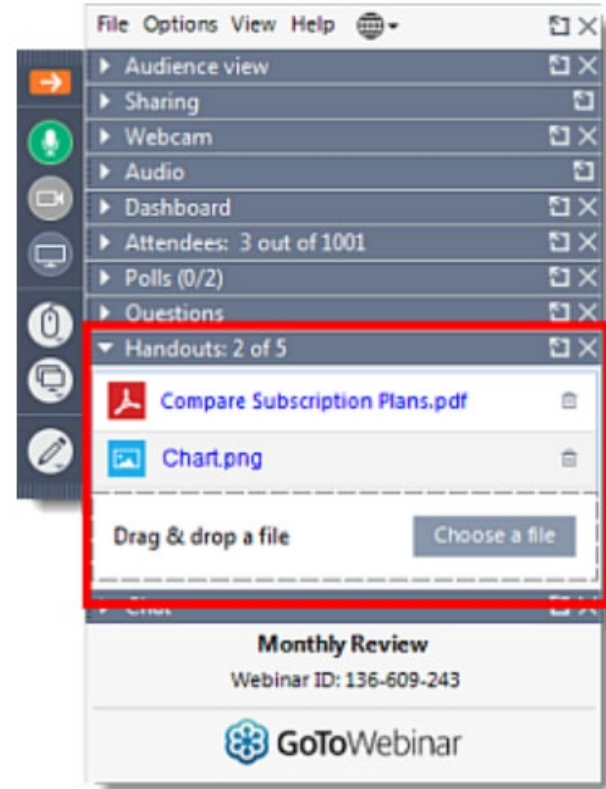 File Options View Help
Audience view
Sharing
Webcam
Audio
Dashboard
Attendees: 3 out of 1001
Polls (0/2)
Questions
Handouts: 2 of 5
Compare Subscription Plans.pdf
Chart.png
Drag & drop a file
Choose a file
Chat
Monthly Review
Webinar ID: 136-609-243
GoToWebinar